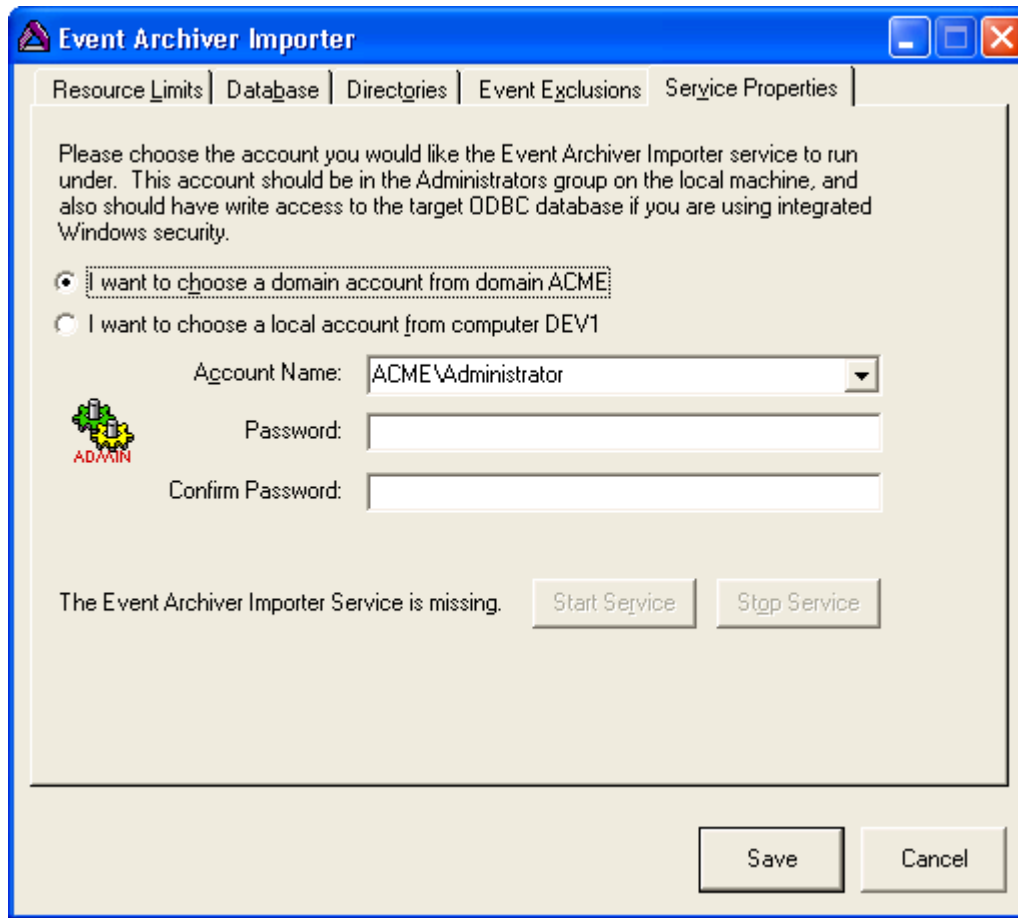 Event Archiver Importer
Resource Limits
Database
Directories
Event Exclusions
Service Properties
Please choose the account you would like the Event Archiver Importer service to run
under. This account should be in the Administrators group on the local machine, and
also should have write access to the target ODBC database if you are using integrated
Windows security.
I want to choose a domain account from domain ACME
I want to choose a local account from computer DEV1
Account Name:
ACME\Administrator
ADMIN
Password:
Confirm Password:
The Event Archiver Importer Service is missing.
Start Service
Stop Service
Save
Cancel